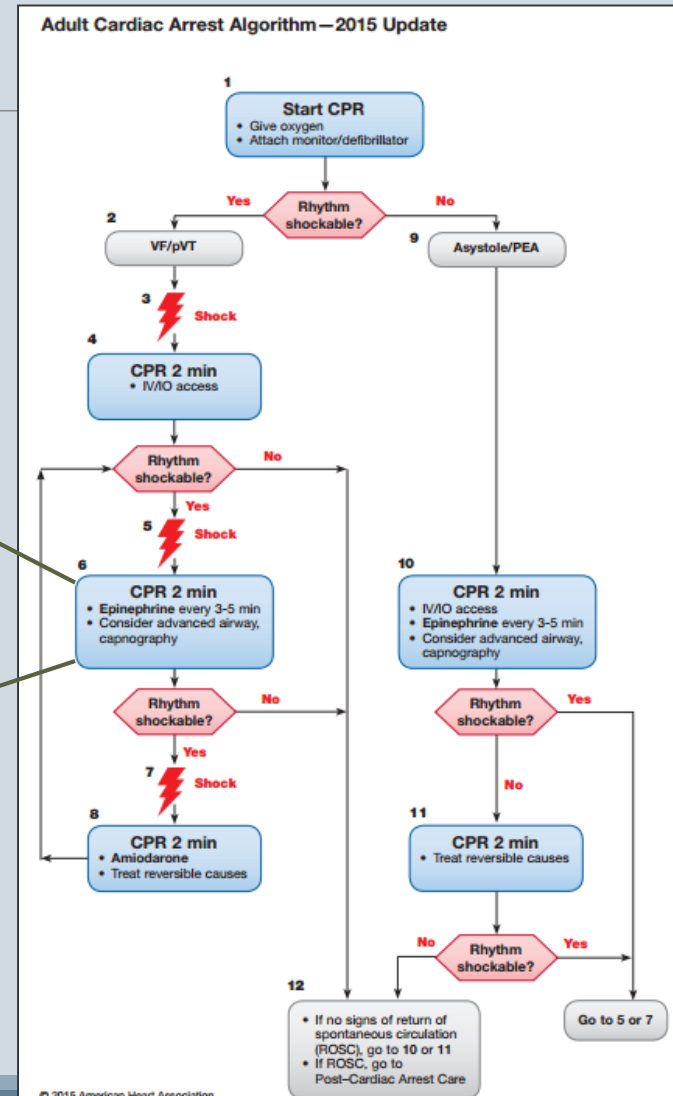 Adult Cardiac Arrest Algorithm—2015 Update
1
Start CPR
• Give oxygen
• Attach monitor/defibrillator
Yes
Rhythm
shockable?
No
2
VF/pVT
9
Asystole/PEA
3
Shock
4
CPR 2 min
• IV/IO access
Rhythm
shockable?
No
Yes
5
Shock
6
CPR 2 min
• Epinephrine every 3-5 min
• Consider advanced airway,
capnography
10
CPR 2 min
• IV/IO access
• Epinephrine every 3-5 min
• Consider advanced airway,
capnography
Rhythm
shockable?
No
Rhythm
shockable?
Yes
Yes
7
Shock
No
8
CPR 2 min
• Amiodarone
• Treat reversible causes
11
CPR 2 min
• Treat reversible causes
No
Rhythm
shockable?
Yes
12
• If no signs of return of
spontaneous circulation
(ROSC), go to 10 or 11
• If ROSC, go to
Post–Cardiac Arrest Care
Go to 5 or 7
© 2015 American Heart Association